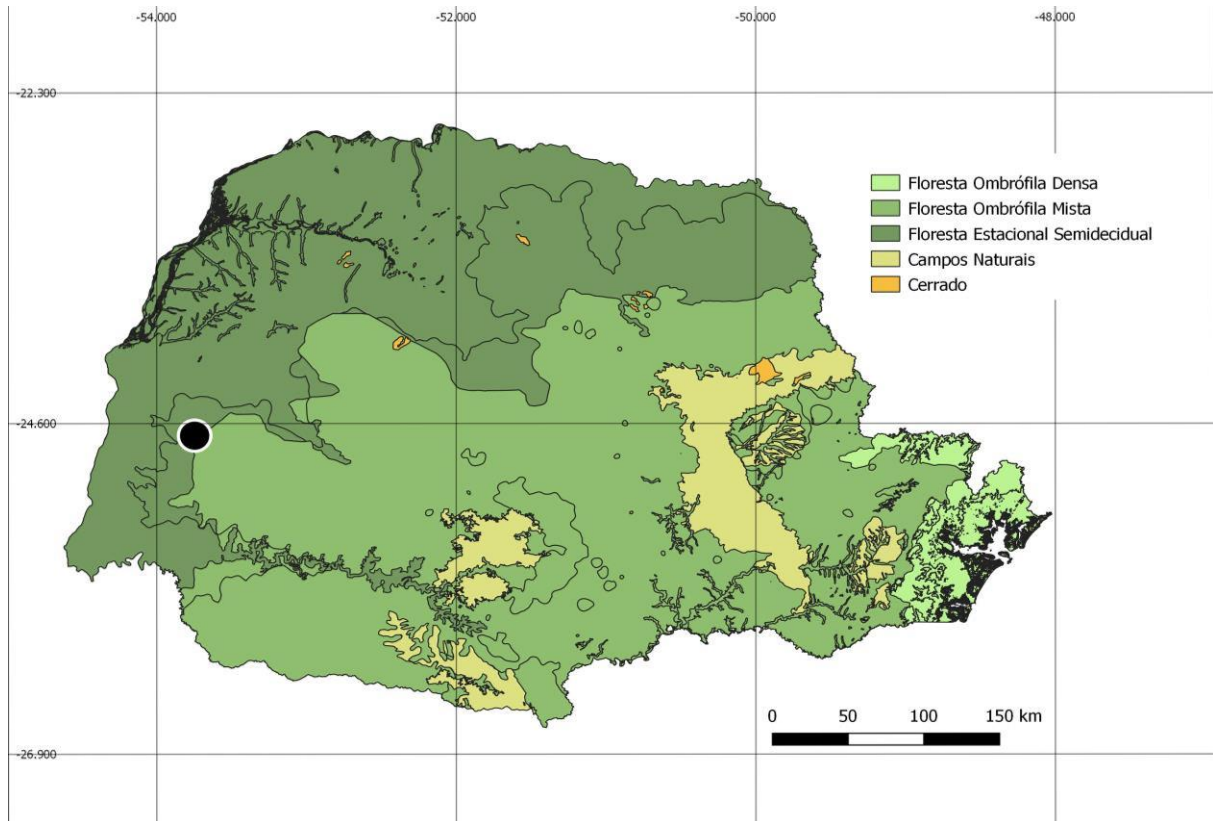 -54.000 -52.000 -50.000 -48.000
-22.300
Floresta Ombrófila Densa
Floresta Ombrófila Mista
Floresta Estacional Semidecidual
Campos Naturais
Cerrado
-24.600
0 50 100 150 km
-26.900